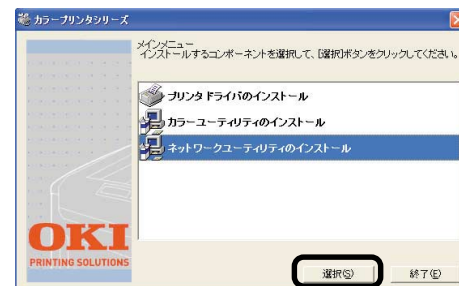 カラープリンタシリーズ
メインメニュー
インストールするコンポーネントを選択して、[選択]ボタンをクリックしてください。
プリンタドライバのインストール
カラーユーティリティのインストール
ネットワークユーティリティのインストール
OKI
PRINTING SOLUTIONS
選択(S)
終了(E)